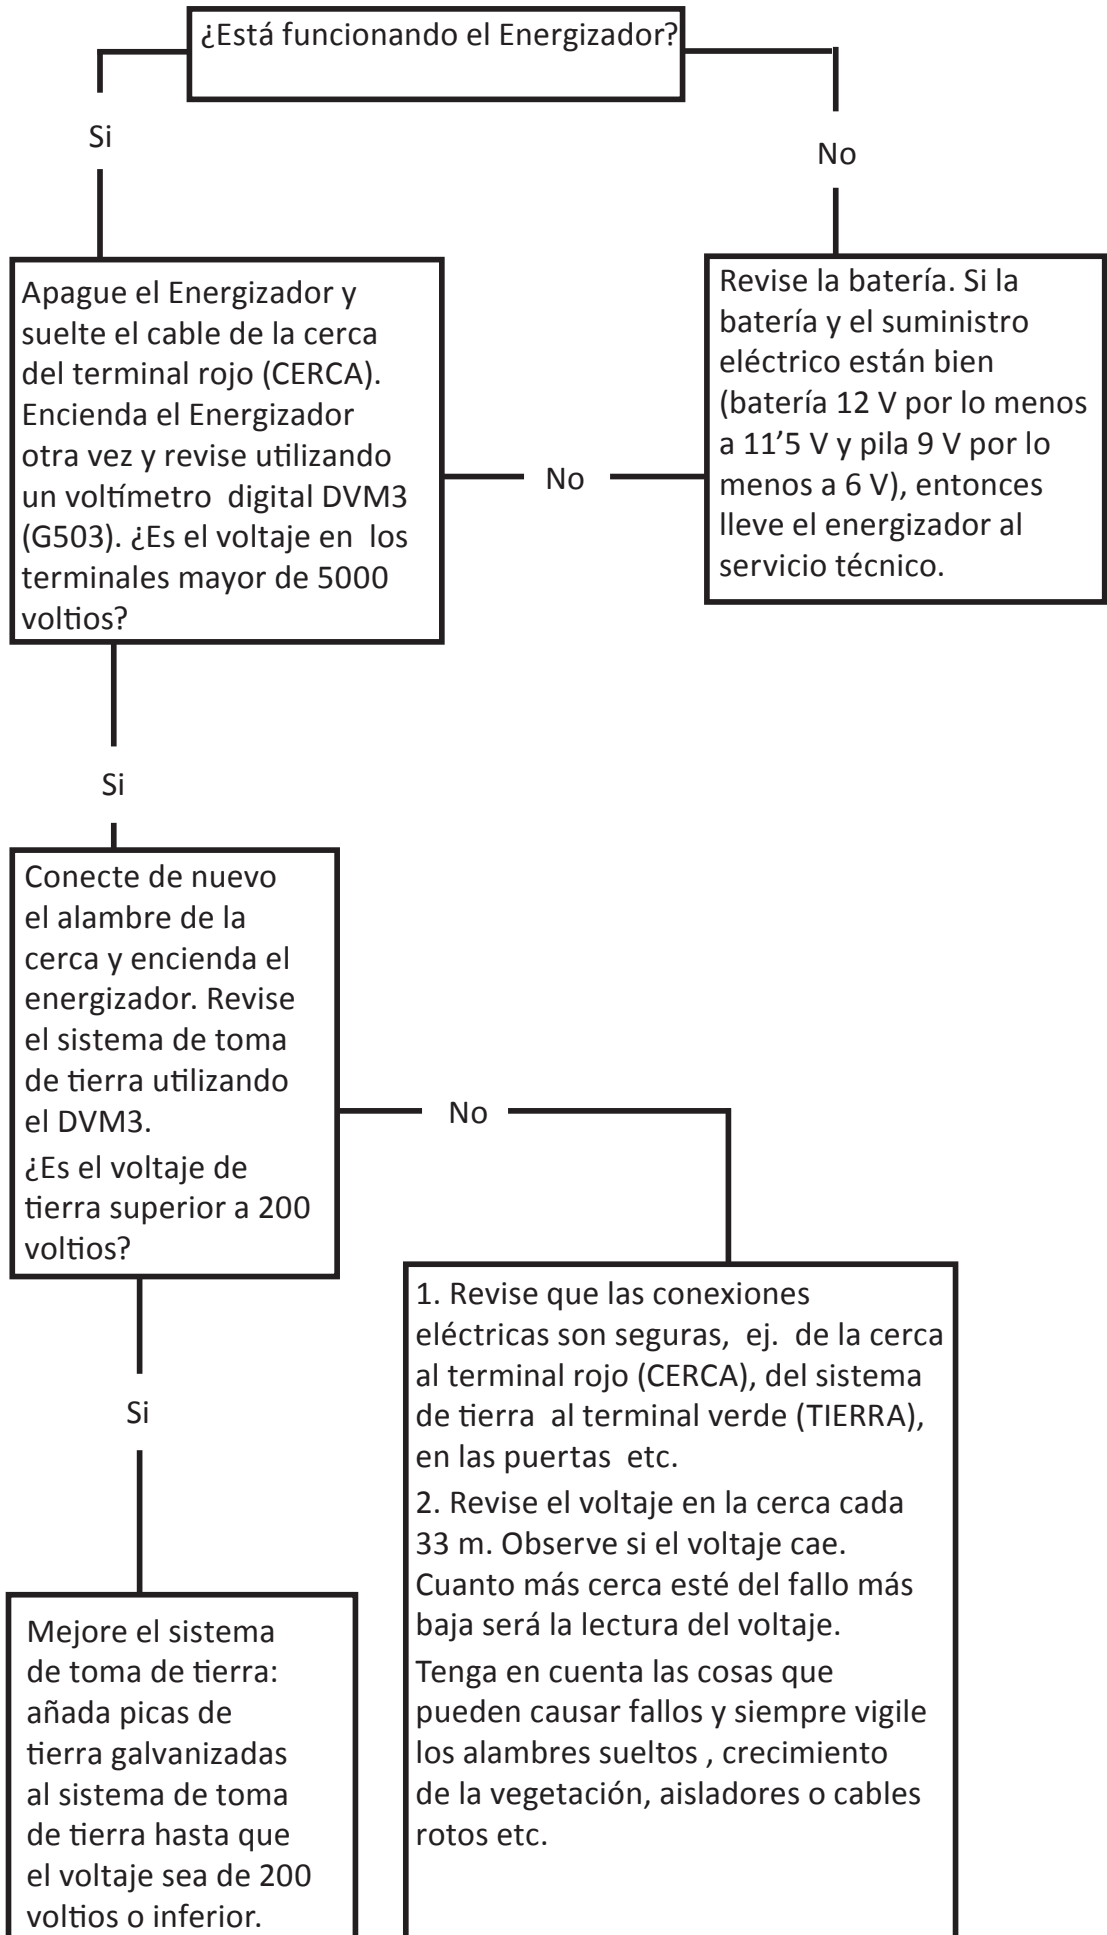 ¿Está funcionando el Energizador?
Si
No
Apague el Energizador y
suelte el cable de la cerca
del terminal rojo (CERCA).
Encienda el Energizador
otra vez y revise utilizando
un voltímetro  digital DVM3
(G503). ¿Es el voltaje en  los
terminales mayor de 5000
voltios?
No
Revise la batería. Si la
batería y el suministro
eléctrico están bien
(batería 12 V por lo menos
a 11’5 V y pila 9 V por lo
menos a 6 V), entonces
lleve el energizador al
servicio técnico.
Si
Conecte de nuevo
el alambre de la
cerca y encienda el
energizador. Revise
el sistema de toma
de tierra utilizando
el DVM3.
¿Es el voltaje de
tierra superior a 200
voltios?
No
Si
1. Revise que las conexiones
eléctricas son seguras,  ej.  de la cerca
al terminal rojo (CERCA), del sistema
de tierra  al terminal verde (TIERRA),
en las puertas  etc.
2. Revise el voltaje en la cerca cada
33 m. Observe si el voltaje cae.
Cuanto más cerca esté del fallo más
baja será la lectura del voltaje.
Tenga en cuenta las cosas que
pueden causar fallos y siempre vigile
los alambres sueltos , crecimiento
de la vegetación, aisladores o cables
rotos etc.
Mejore el sistema
de toma de tierra:
añada picas de
tierra galvanizadas
al sistema de toma
de tierra hasta que
el voltaje sea de 200
voltios o inferior.